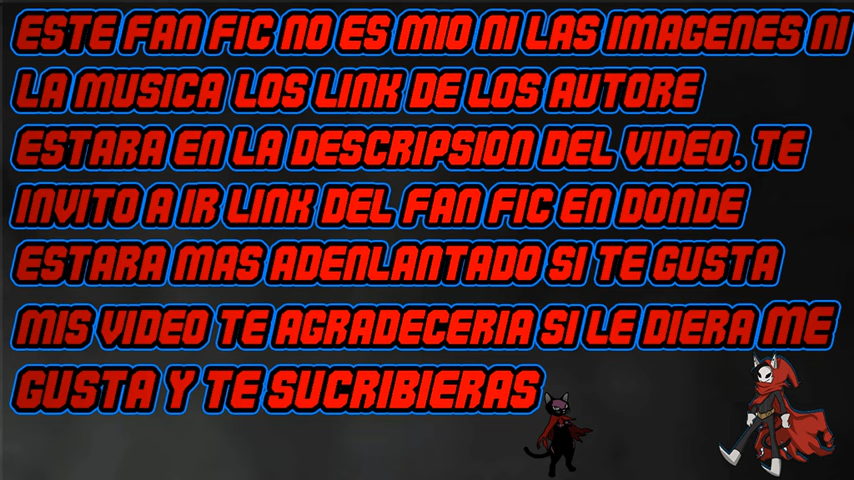 ESTE FAN FIC NO ES MIO NI LAS IMAGENES NI
LA MUSICA LOS LINK DE LOS AUTORE
ESTARA EN LA DESCRIPSION DEL VIDEO. TE
INVITO A IR LINK DEL FAN FIC EN DONDE
ESTARA MAS ADENLANTADO SI TE GUSTA
MIS VIDEO TE AGRADECERIA SI LE DIERA ME
GUSTA Y TE SUCRIBIERAS